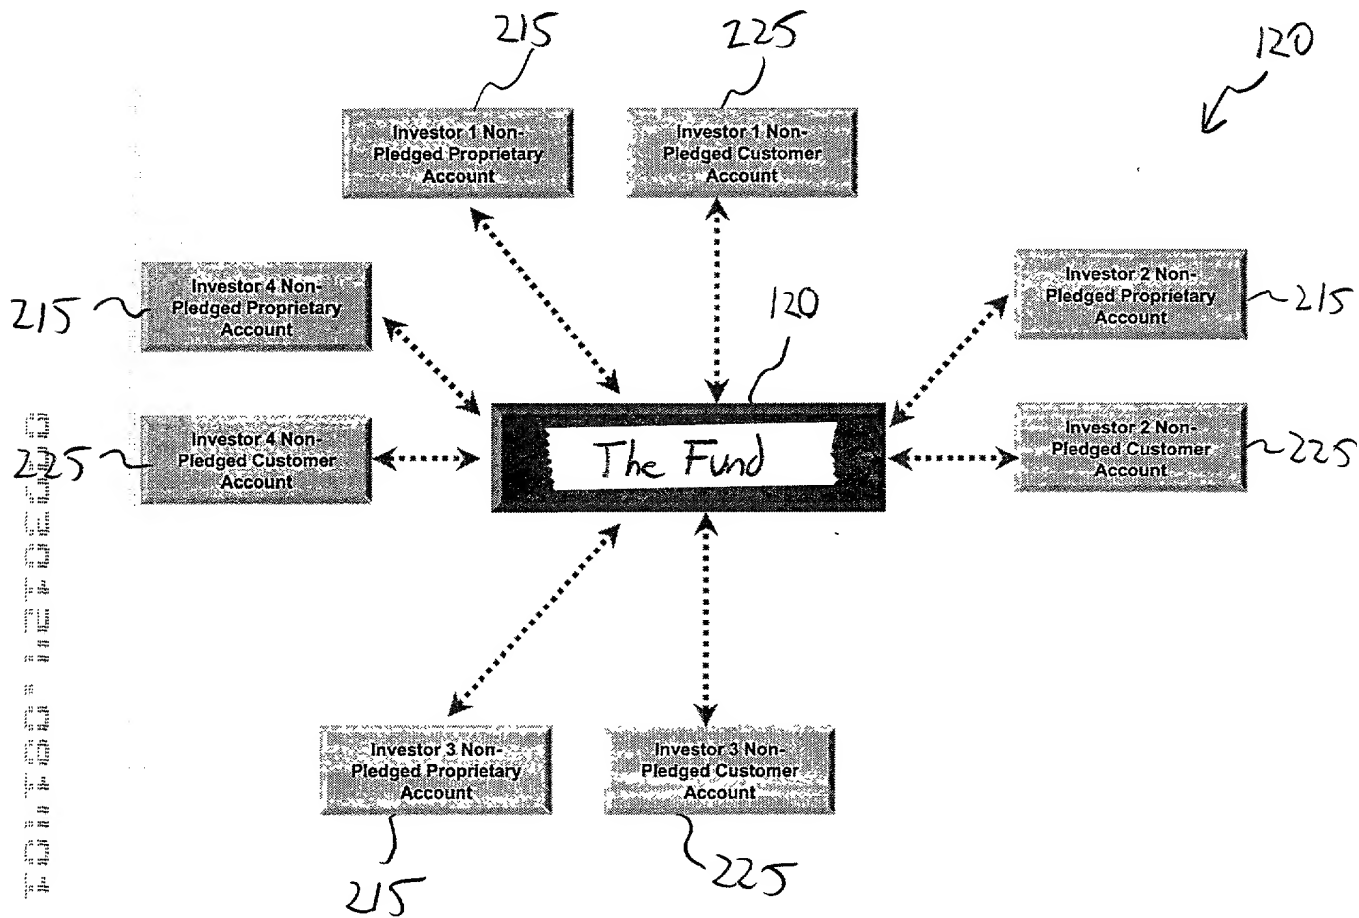 215
225
120
Investor 1 Non-
Pledged Proprietary
Account
Investor 1 Non-
Pledged Customer
Account
Investor 4 Non-
Pledged Proprietary
Account
215
Investor 2 Non-
Pledged Proprietary
Account
215
120
Investor 4 Non-
Pledged Customer
Account
225
The Fund
Investor 2 Non-
Pledged Customer
Account
225
Investor 3 Non-
Pledged Proprietary
Account
Investor 3 Non-
Pledged Customer
Account
215
225